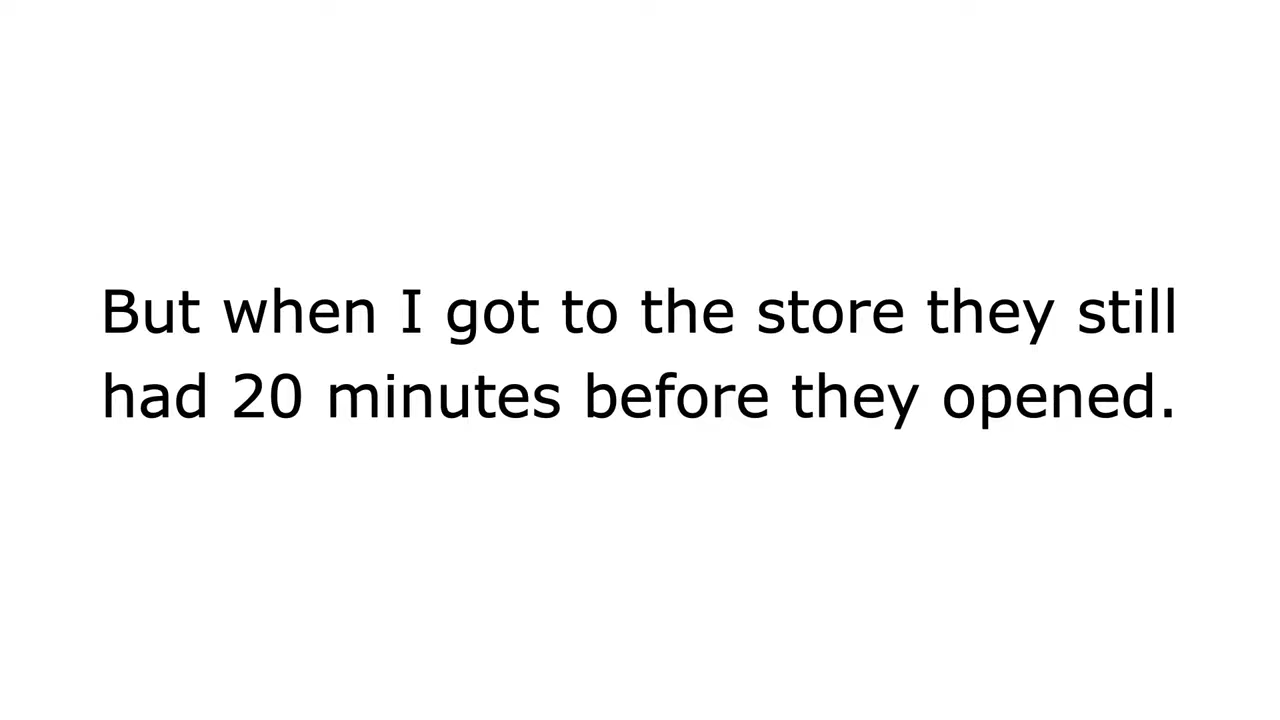 But when I got to the store they still
had 20 minutes before they opened.